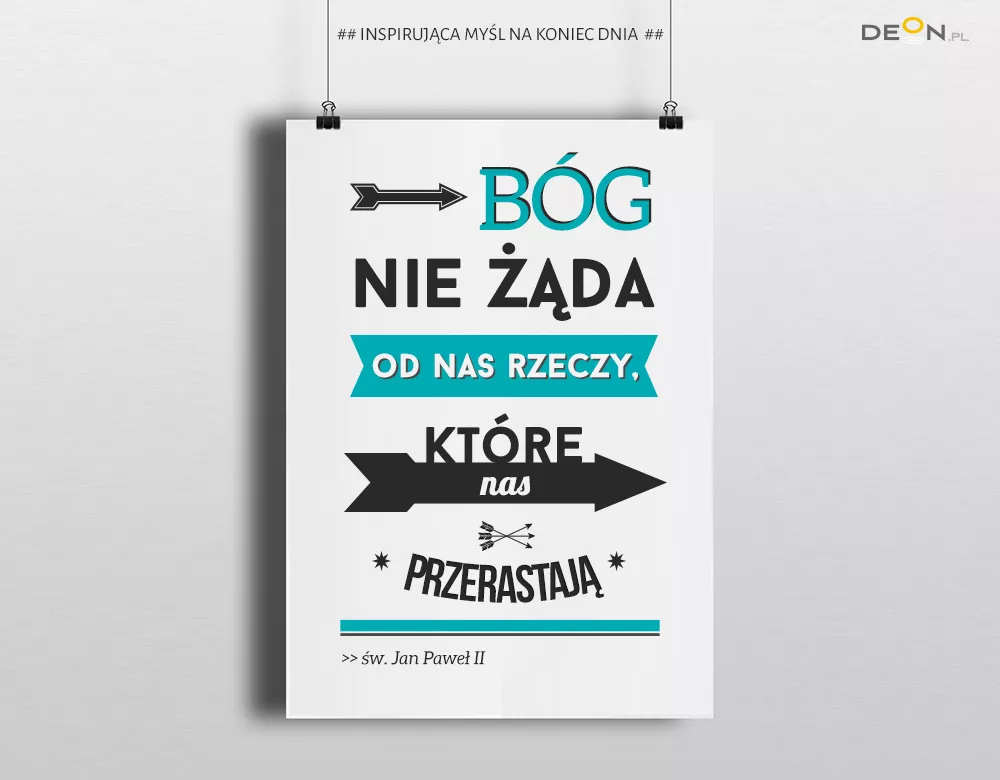 ## INSPIRUJĄCA MYŚL NA KONIEC DNIA ##
DEON.PL
BÓG
NIE ŻĄDA
OD NAS RZECZY,
KTÓRE
nas
PRZERASTAJĄ
>> św. Jan Paweł II